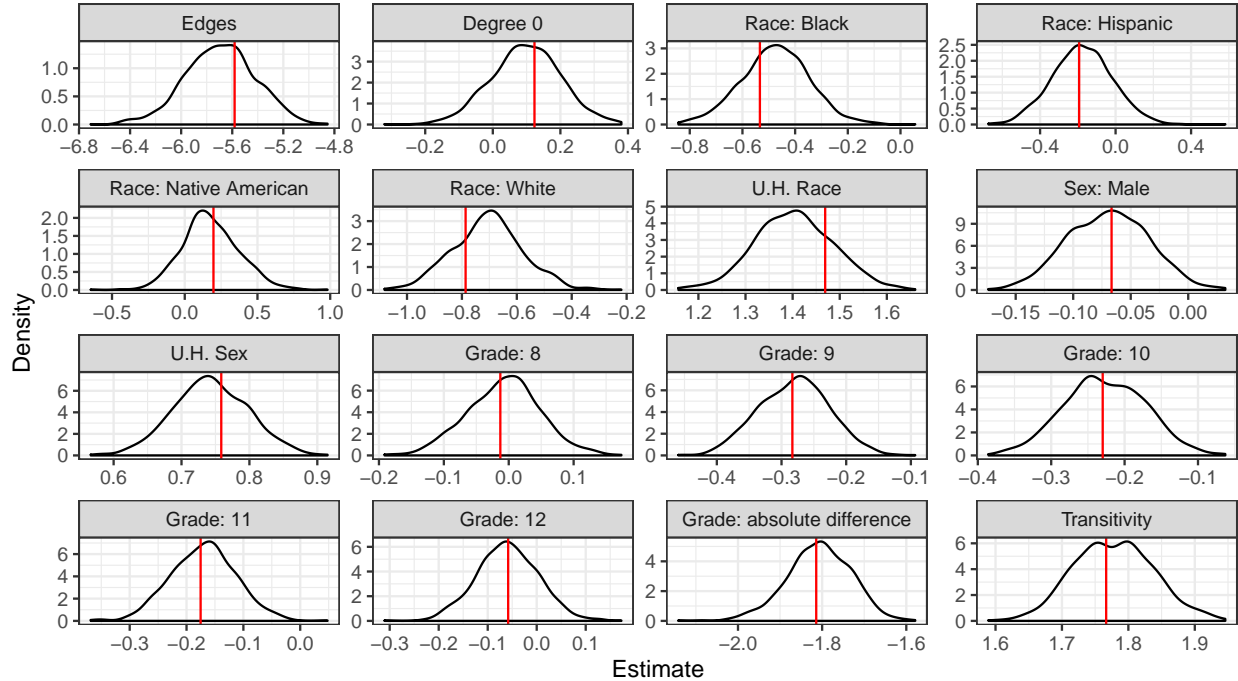 Edges
Degree 0
Race: Black
Race: Hispanic
1.0
0.5
0.0
−6.8 −6.4 −6.0 −5.6 −5.2 −4.8
3
2
1
0
−0.2 0.0 0.2 0.4
3
2
1
0
−0.8 −0.6 −0.4 −0.2 0.0
2.5
2.0
1.5
1.0
0.5
0.0
−0.4 0.0 0.4
Race: Native American
Race: White
U.H. Race
Sex: Male
2.0
1.5
1.0
0.5
0.0
−0.5 0.0 0.5 1.0
3
2
1
0
−1.0 −0.8 −0.6 −0.4 −0.2
5
4
3
2
1
0
1.2 1.3 1.4 1.5 1.6
9
6
3
0
−0.15 −0.10 −0.05 0.00
Density
U.H. Sex
Grade: 8
Grade: 9
Grade: 10
6
4
2
0
0.6 0.7 0.8 0.9
6
4
2
0
−0.2 −0.1 0.0 0.1
6
4
2
0
−0.4 −0.3 −0.2 −0.1
6
4
2
0
−0.4 −0.3 −0.2 −0.1
Grade: 11
Grade: 12
Grade: absolute difference
Transitivity
6
4
2
0
−0.3 −0.2 −0.1 0.0
6
4
2
0
−0.3 −0.2 −0.1 0.0 0.1
4
2
0
−2.0 −1.8 −1.6
6
4
2
0
1.6 1.7 1.8 1.9
Estimate